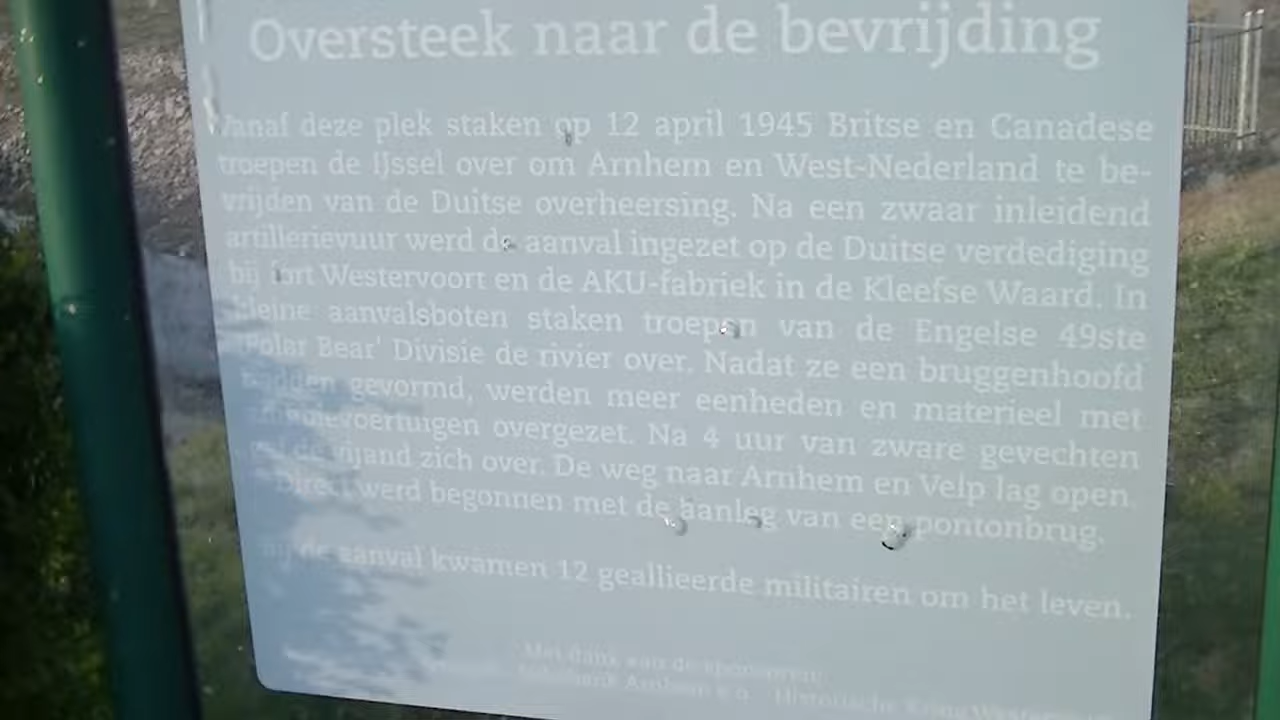 Oversteek naar de bevrijding
Vanaf deze plek staken op 12 april 1945 Britse en Canadese
troepen de IJssel over om Arnhem en West-Nederland te be-
vrijden van de Duitse overheersing. Na een zwaar inleidend
artillerievuur werd de aanval ingezet op de Duitse verdediging
bij fort Westervoort en de AKU-fabriek in de Kleefse Waard. In
kleine aanvalsboten staken troepen van de Engelse 49ste
'Polar Bear' Divisie de rivier over. Nadat ze een bruggenhoofd
hadden gevormd, werden meer eenheden en materieel met
overgezet. Na 4 uur van zware gevechten
de vijand zich over. De weg naar Arnhem en Velp lag open.
Direct werd begonnen met de aanleg van een pontonbrug.
Bij de aanval kwamen 12 geallieerde militairen om het leven.
Met dank aan de sponsoren:
Arnhem e.o. Historische Kring